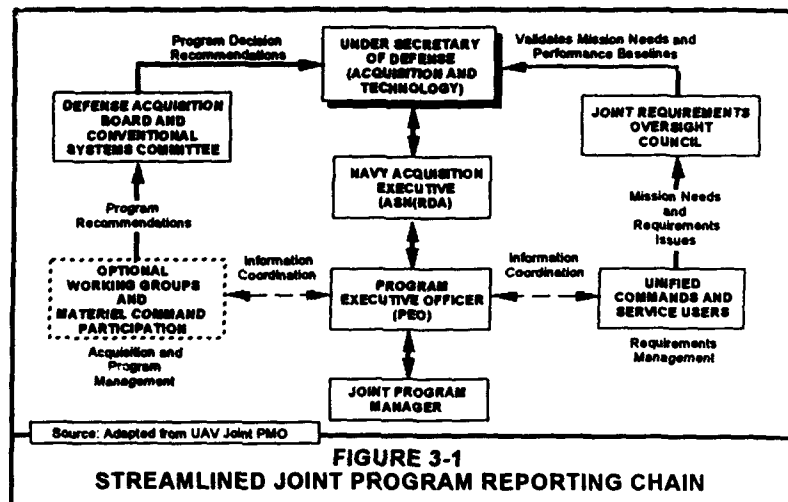 Program Decision
Recommendations
UNDER SECRETARY
OF DEFENSE
(ACQUISITION AND
TECHNOLOGY)
Validates Mission Needs and
Performance Baselines
DEFENSE ACQUISITION
BOARD AND
CONVENTIONAL
SYSTEMS COMMITTEE
JOINT REQUIREMENTS
OVERSIGHT
COUNCIL
NAVY ACQUISITION
EXECUTIVE
(ASN(RDA)
Program
Recommendations
Mission Needs
and
Requirements
Issues
OPTIONAL
WORKING GROUPS
AND
MATERIEL COMMAND
PARTICIPATION
Information
Coordination
PROGRAM
EXECUTIVE OFFICER
(PEO)
Information
Coordination
UNIFIED
COMMANDS AND
SERVICE USERS
Acquisition and
Program
Management
Requirements
Management
JOINT PROGRAM
MANAGER
Source: Adapted from UAV Joint PMO
FIGURE 3-1
STREAMLINED JOINT PROGRAM REPORTING CHAIN